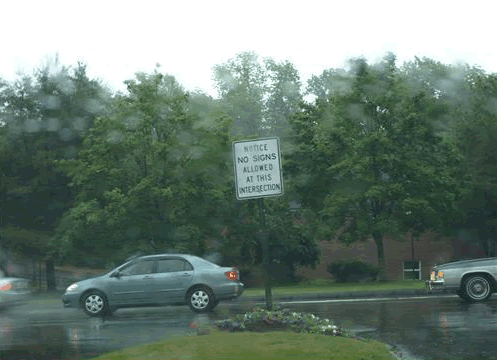 NOTICE
NO SIGNS
ALLOWED
AT THIS
INTERSECTION